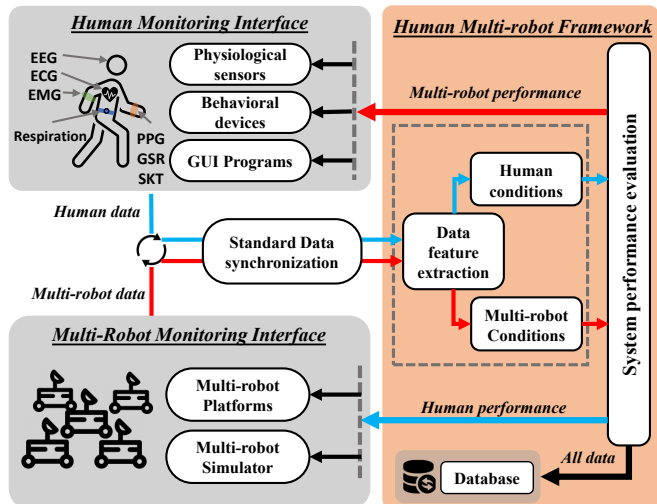 Human Monitoring Interface
EEG
ECG
EMG
Respiration
PPG
GSR
SKT
Physiological
sensors
Behavioral
devices
GUI Programs
Human Multi-robot Framework
Multi-robot performance
Human data
Multi-robot data
Standard Data
synchronization
Data
feature
extraction
Human
conditions
Multi-robot
Conditions
System performance evaluation
Multi-Robot Monitoring Interface
Multi-robot
Platforms
Multi-robot
Simulator
Human performance
All data
Database